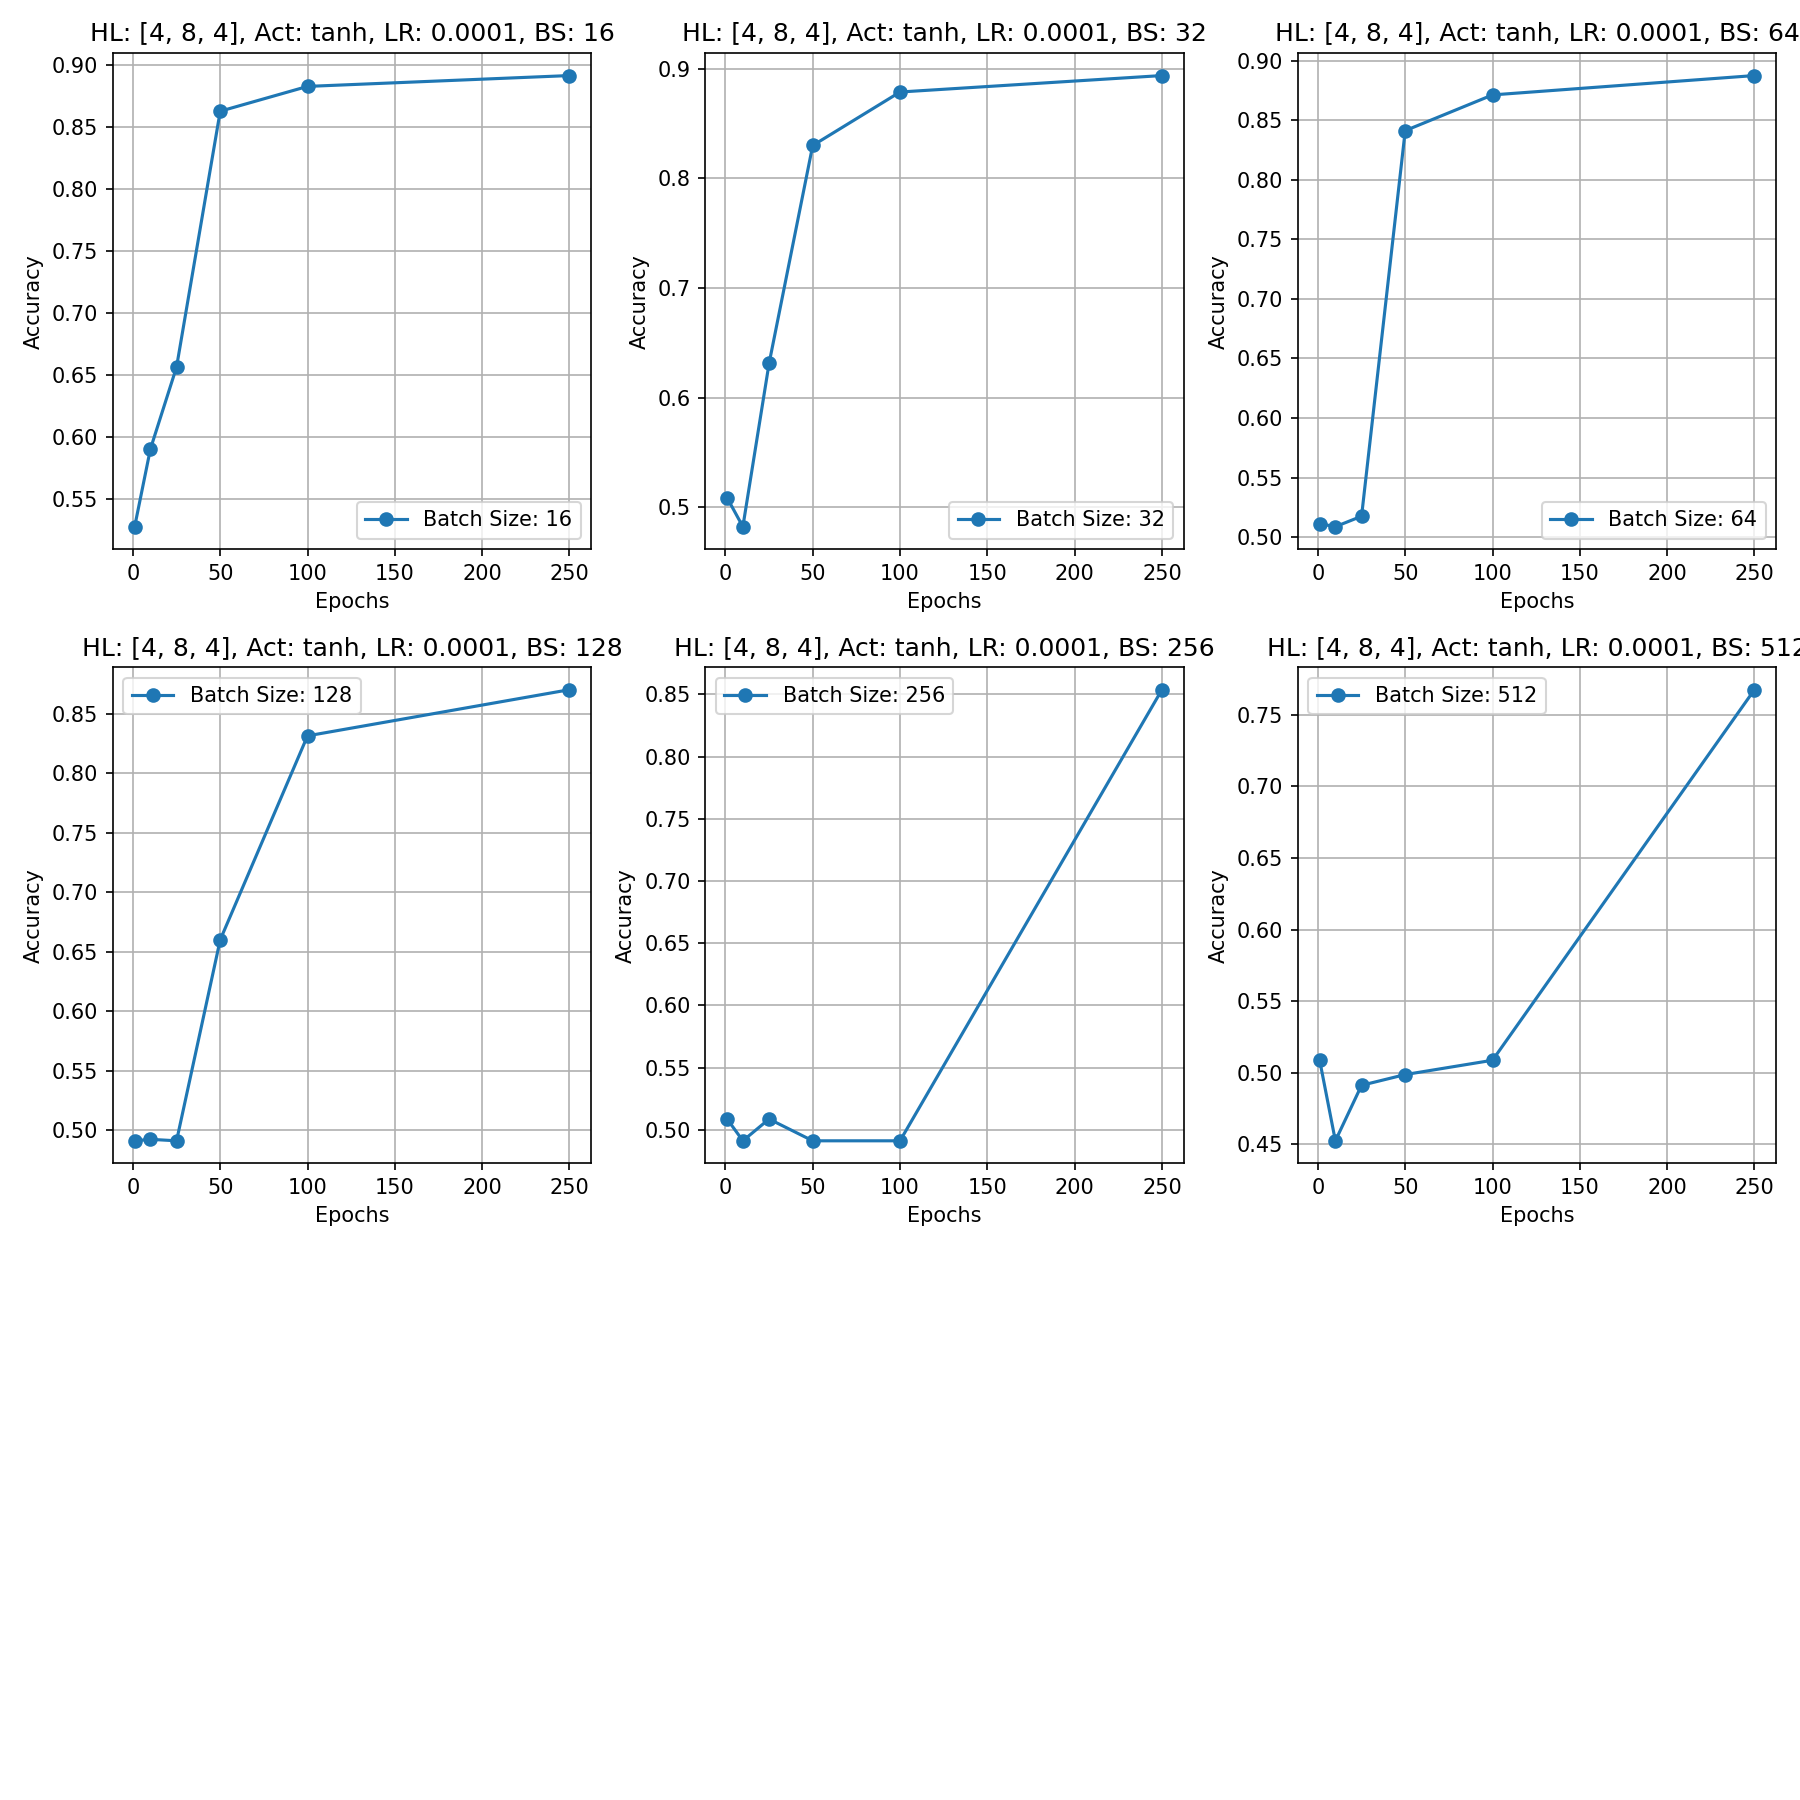 HL: [4, 8, 4], Act: tanh, LR: 0.0001, BS: 16
0.90
0.85
0.80
0.75
0.70
0.65
0.60
0.55
Accuracy
Batch Size: 16
0 50 100 150 200 250
Epochs
HL: [4, 8, 4], Act: tanh, LR: 0.0001, BS: 32
0.9
0.8
0.7
0.6
0.5
Accuracy
Batch Size: 32
0 50 100 150 200 250
Epochs
HL: [4, 8, 4], Act: tanh, LR: 0.0001, BS: 64
0.90
0.85
0.80
0.75
0.70
0.65
0.60
0.55
0.50
Accuracy
Batch Size: 64
0 50 100 150 200 250
Epochs
HL: [4, 8, 4], Act: tanh, LR: 0.0001, BS: 128
Batch Size: 128
0.85
0.80
0.75
0.70
0.65
0.60
0.55
0.50
Accuracy
0 50 100 150 200 250
Epochs
HL: [4, 8, 4], Act: tanh, LR: 0.0001, BS: 256
Batch Size: 256
0.85
0.80
0.75
0.70
0.65
0.60
0.55
0.50
Accuracy
0 50 100 150 200 250
Epochs
HL: [4, 8, 4], Act: tanh, LR: 0.0001, BS: 512
Batch Size: 512
0.75
0.70
0.65
0.60
0.55
0.50
0.45
Accuracy
0 50 100 150 200 250
Epochs